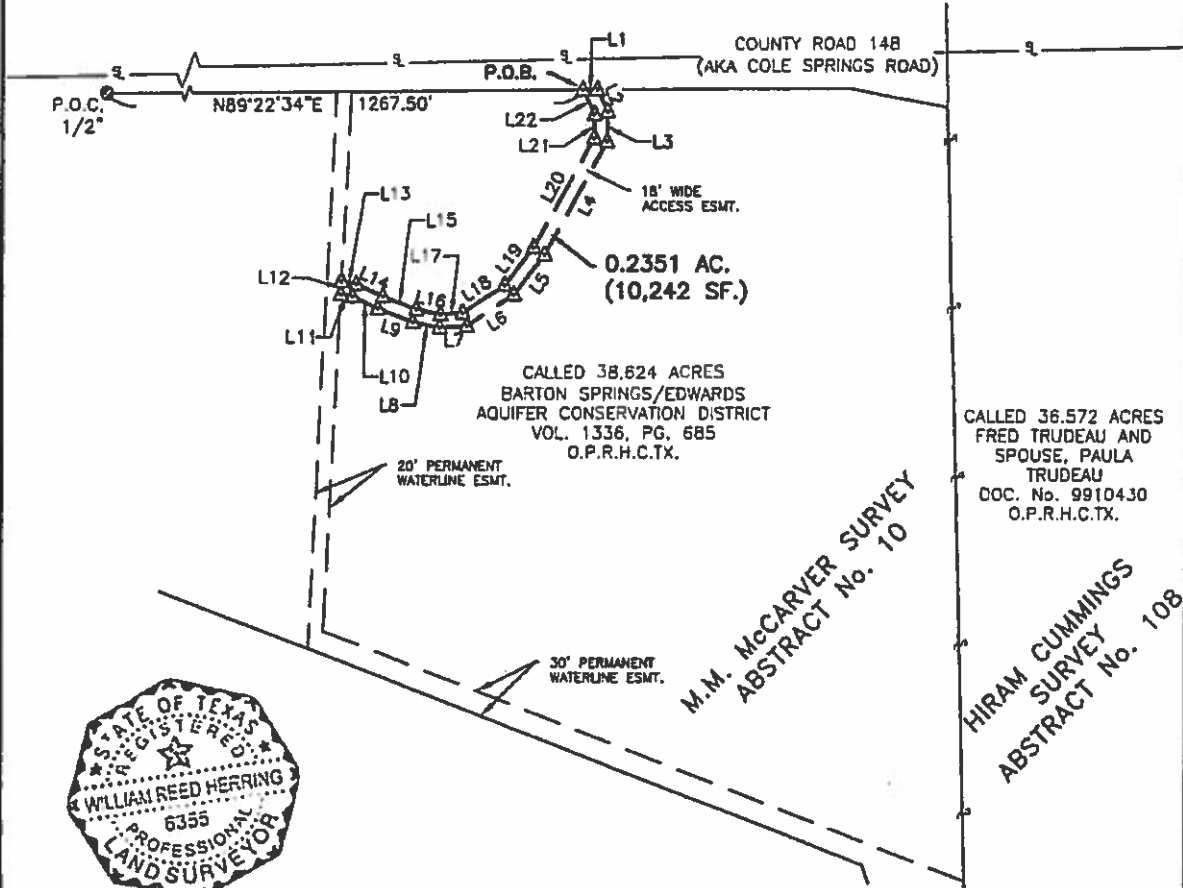 COUNTY ROAD 148
(AKA COLE SPRINGS ROAD)
L1
P.O.B.
P.O.C.
1/2"
N89°22'34"E 1267.50'
L22
L21
L3
L20
L4
18' WIDE
ACCESS ESMT.
L13
L15
L17
L19
L18
L5
0.2351 AC.
(10,242 SF.)
L12
L14
L16
L6
L11
L9
L7
L10
L8
CALLED 38,624 ACRES
BARTON SPRINGS/EDWARDS
AQUIFER CONSERVATION DISTRICT
VOL. 1336, PG. 685
O.P.R.H.C.TX.
CALLED 36.572 ACRES
FRED TRUDEAU AND
SPOUSE, PAULA
TRUDEAU
DOC. No. 9910430
O.P.R.H.C.TX.
20' PERMANENT
WATERLINE ESMT.
M.M. McCARVER SURVEY
ABSTRACT No. 10
30' PERMANENT
WATERLINE ESMT.
HIRAM CUMMINGS
SURVEY
ABSTRACT No. 108
STATE OF TEXAS
REGISTERED
WILLIAM REED HERRING
6355
PROFESSIONAL
LAND SURVEYOR